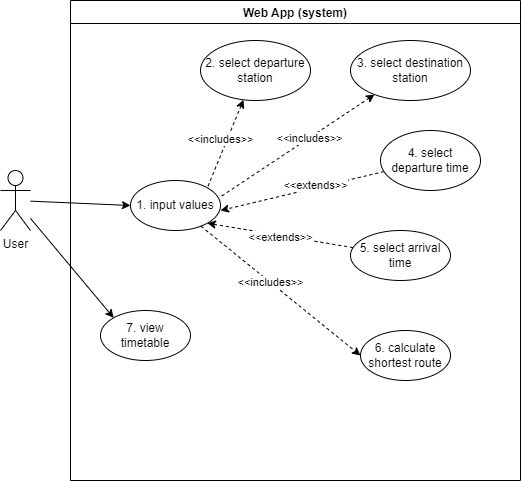 Web App (system)
2. select departure
station
3. select destination
station
<<includes>>
<<includes>>
4. select
departure time
<<extends>>
1. input values
User
<<extends>>
5. select arrival
time
<<includes>>
7. view
timetable
6. calculate
shortest route